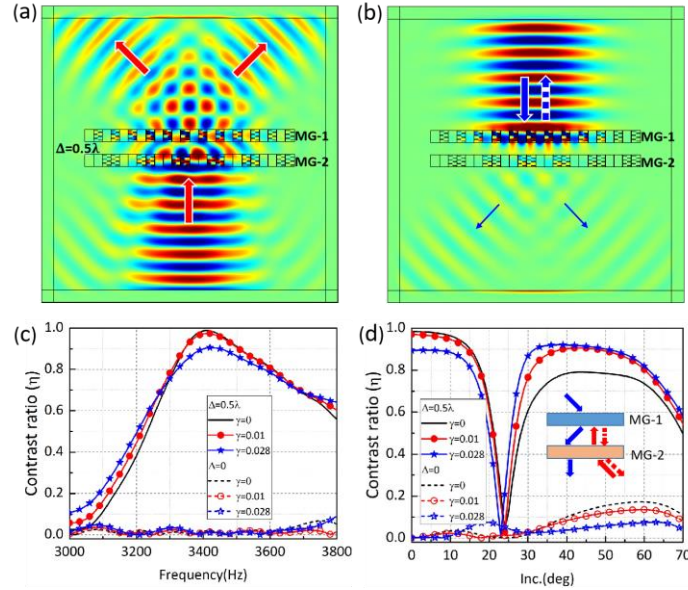 (a)
MG-1
Δ=0.5λ
MG-2
(b)
MG-1
MG-2
(c)
Contrast ratio (η)
1.0
0.8
0.6
0.4
0.2
0.0
Δ=0.5λ
γ=0
γ=0.01
γ=0.028
Λ=0
γ=0
γ=0.01
γ=0.028
3000 3200 3400 3600 3800
Frequency(Hz)
(d)
Contrast ratio (η)
1.0
0.8
0.6
0.4
0.2
0.0
Δ=0.5λ
γ=0
γ=0.01
γ=0.028
Λ=0
γ=0
γ=0.01
γ=0.028
MG-1
MG-2
0 10 20 30 40 50 60 70
Inc.(deg)